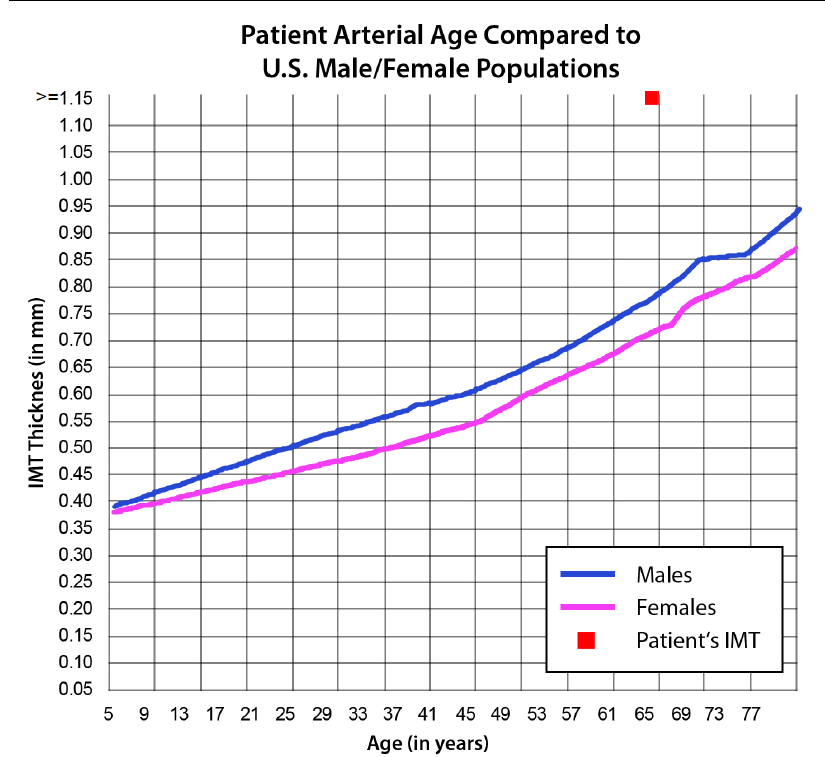 Patient Arterial Age Compared to
U.S. Male/Female Populations
>=1.15
1.10
1.05
1.00
0.95
0.90
0.85
0.80
0.75
0.70
0.65
0.60
0.55
0.50
0.45
0.40
0.35
0.30
0.25
0.20
0.15
0.10
0.05
IMT Thicknes (in mm)
Males
Females
Patient's IMT
5 9 13 17 21 25 29 33 37 41 45 49 53 57 61 65 69 73 77
Age (in years)